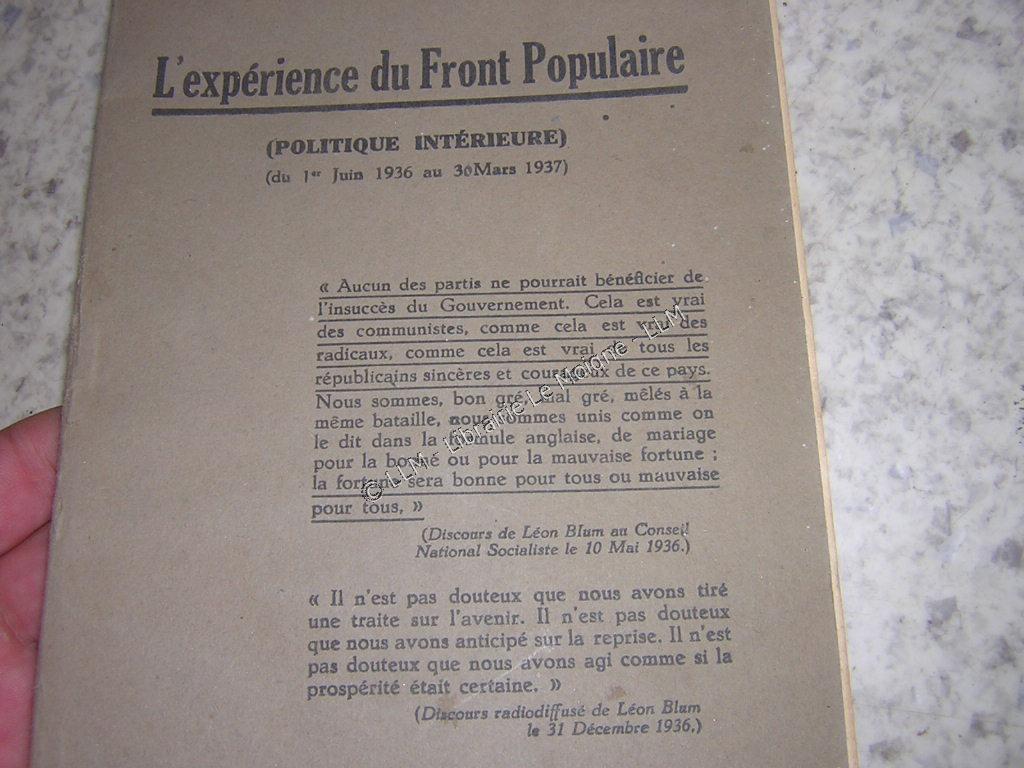 L'expérience du Front Populaire
(POLITIQUE INTÉRIEURE)
(du 1er Juin 1936 au 30 Mars 1937)
« Aucun des partis ne pourrait bénéficier de
l'insuccès du Gouvernement. Cela est vrai
des communistes, comme cela est vrai des
radicaux, comme cela est vrai de tous les
républicains sincères et courageux de ce pays.
Nous sommes, bon gré, mal gré, mêlés à la
même bataille, nous sommes unis comme on
le dit dans la formule anglaise, de mariage
pour la bonne ou pour la mauvaise fortune ;
la fortune sera bonne pour tous ou mauvaise
pour tous. »
(Discours de Léon Blum au Conseil
National Socialiste le 10 Mai 1936.)
« Il n'est pas douteux que nous avons tiré
une traite sur l'avenir. Il n'est pas douteux
que nous avons anticipé sur la reprise. Il n'est
pas douteux que nous avons agi comme si la
prospérité était certaine. »
(Discours radiodiffusé de Léon Blum
le 31 Décembre 1936.)
© LLM - Librairie Le Moigne - LLM